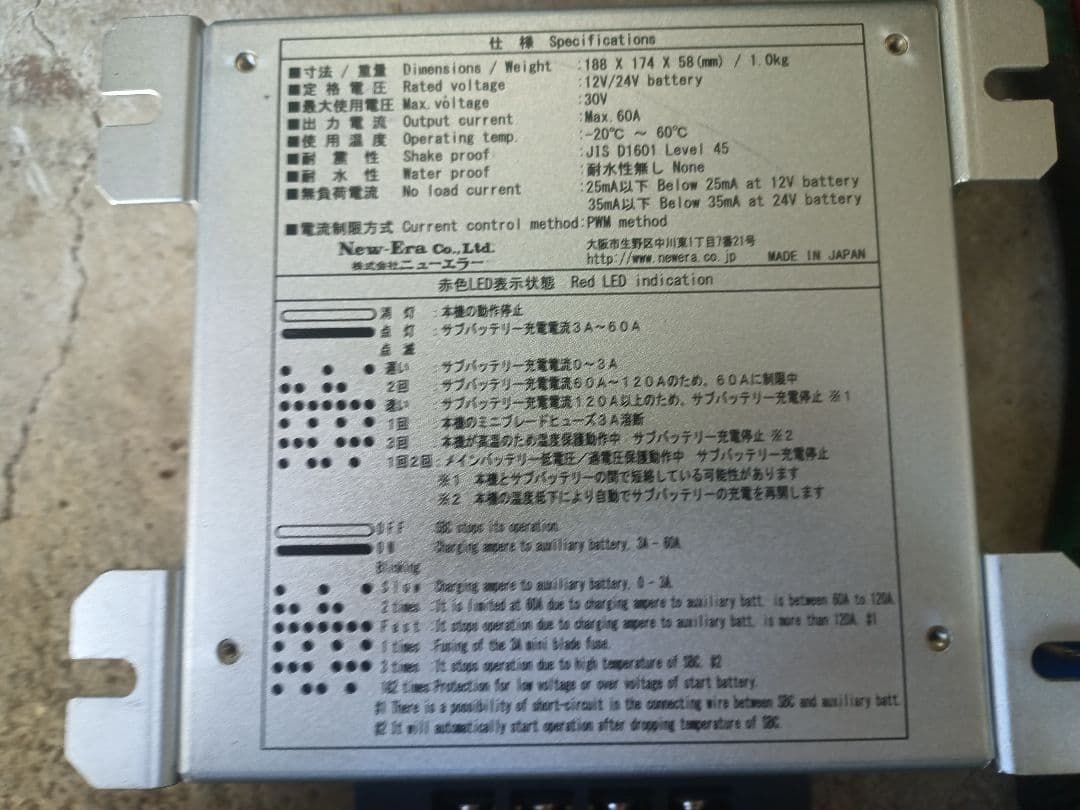 仕 様 Specifications
■寸法 / 重量 Dimensions / Weight :188 X 174 X 58(mm) / 1.0kg
■定 格 電 圧 Rated voltage :12V/24V battery
■最大使用電圧 Max. voltage :30V
■出 力 電 流 Output current :Max. 60A
■使 用 温 度 Operating temp. :-20℃ ～ 60℃
■耐 震 性 Shake proof :JIS D1601 Level 45
■耐 水 性 Water proof :耐水性無し None
■無負荷電流 No load current :25mA以下 Below 25mA at 12V battery
35mA以下 Below 35mA at 24V battery
■電流制限方式 Current control method:PWM method
New-Era Co., Ltd. 大阪市生野区中川東1丁目7番21号
株式会社ニューエラー http://www.newera.co.jp MADE IN JAPAN
赤色LED表示状態 Red LED indication
消 灯 :本機の動作停止
点 灯 :サブバッテリー充電電流3A～60A
点 滅
遅い :サブバッテリー充電電流0～3A
2回 :サブバッテリー充電電流60A～120Aのため、60Aに制限中
速い :サブバッテリー充電電流120A以上のため、サブバッテリー充電停止 ※1
1回 :本機のミニブレードヒューズ3A溶断
3回 :本機が高温のため温度保護動作中 サブバッテリー充電停止 ※2
1回2回:メインバッテリー低電圧/過電圧保護動作中 サブバッテリー充電停止
※1 本機とサブバッテリーの間で短絡している可能性があります
※2 本機の温度低下により自動でサブバッテリーの充電を再開します
OFF :SBC stops its operation
ON :Charging ampere to auxiliary battery, 3A - 60A
Blinking
Slow :Charging ampere to auxiliary battery, 0 - 3A
2 times :It is limited at 60A due to charging ampere to auxiliary batt. is between 60A to 120A.
Fast :It stops operation due to charging ampere to auxiliary batt. is more than 120A. #1
1 times :Fusing of the 3A mini blade fuse.
3 times :It stops operation due to high temperature of SBC. #2
1&2 times:Protection for low voltage or over voltage of start battery.
#1 There is a possibility of short-circuit in the connecting wire between SBC and auxiliary batt.
#2 It will automatically start operation after dropping temperature of SBC.